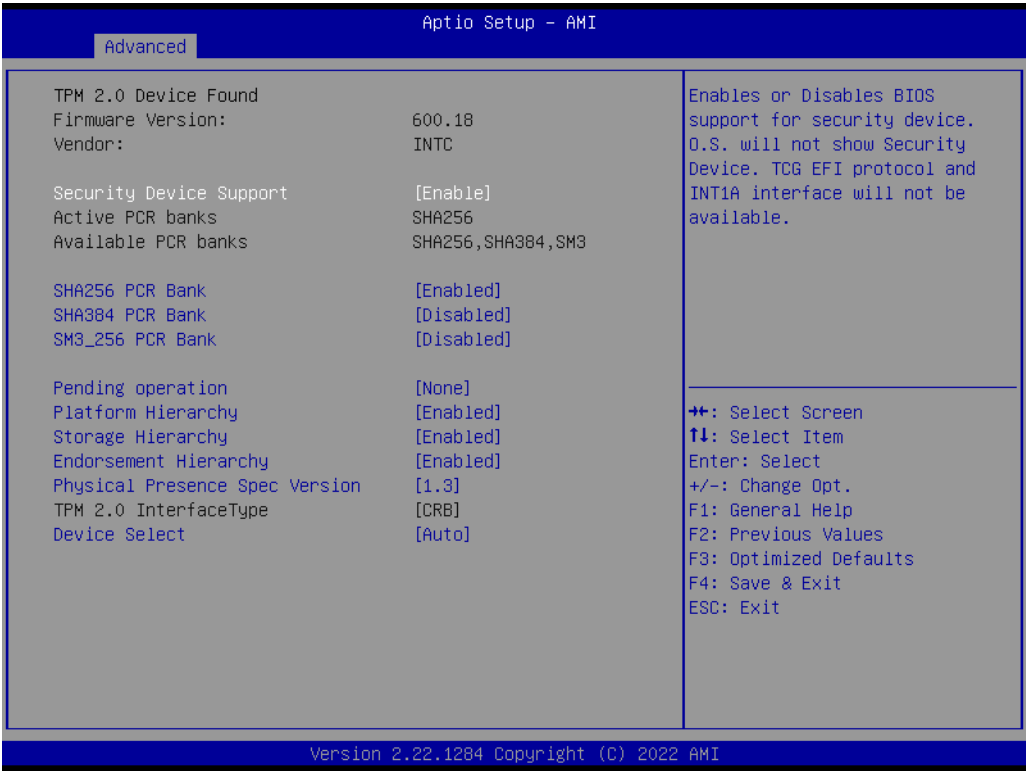 Aptio Setup - AMI
Advanced
TPM 2.0 Device Found
Firmware Version: 600.18
Vendor: INTC
Security Device Support [Enable]
Active PCR banks SHA256
Available PCR banks SHA256,SHA384,SM3
SHA256 PCR Bank [Enabled]
SHA384 PCR Bank [Disabled]
SM3_256 PCR Bank [Disabled]
Pending operation [None]
Platform Hierarchy [Enabled]
Storage Hierarchy [Enabled]
Endorsement Hierarchy [Enabled]
Physical Presence Spec Version [1.3]
TPM 2.0 InterfaceType [CRB]
Device Select [Auto]
Enables or Disables BIOS
support for security device.
O.S. will not show Security
Device. TCG EFI protocol and
INT1A interface will not be
available.
→←: Select Screen
↑↓: Select Item
Enter: Select
+/-: Change Opt.
F1: General Help
F2: Previous Values
F3: Optimized Defaults
F4: Save & Exit
ESC: Exit
Version 2.22.1284 Copyright (C) 2022 AMI